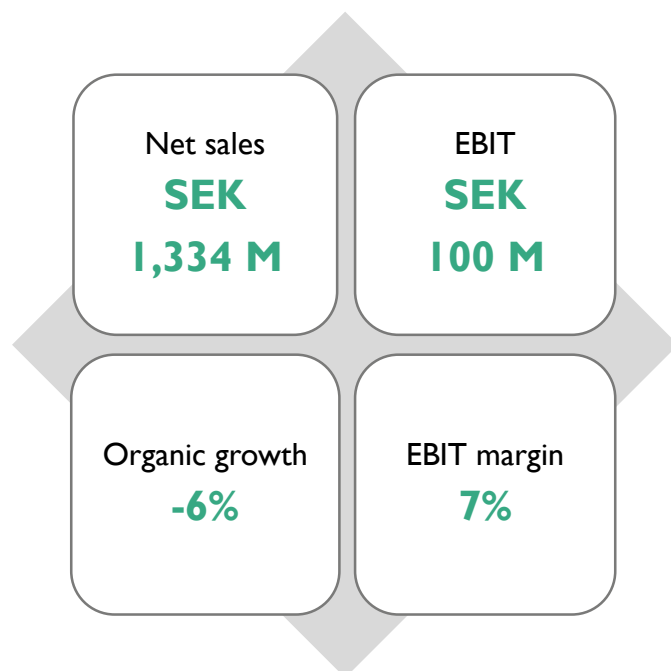 Net sales
SEK
1,334 M
EBIT
SEK
100 M
Organic growth
-6%
EBIT margin
7%